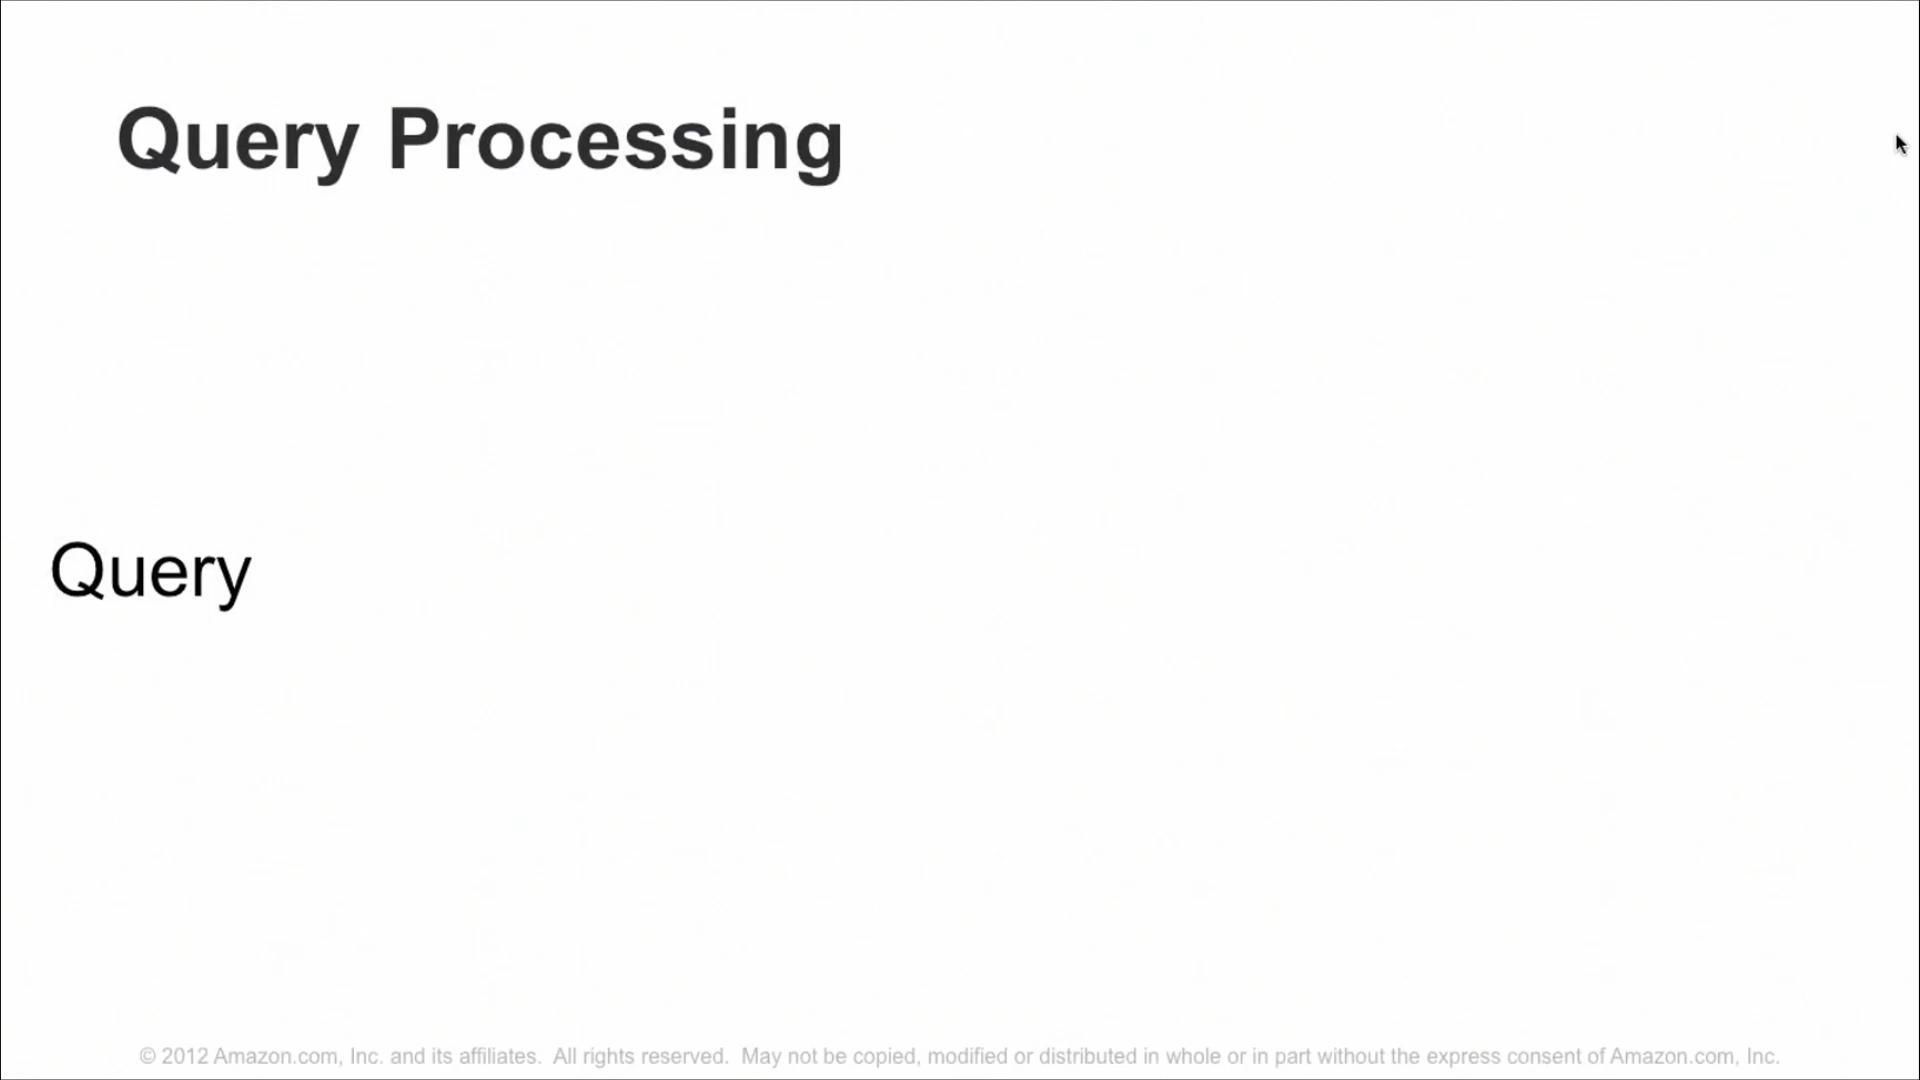 Query Processing
Query
© 2012 Amazon.com, Inc. and its affiliates. All rights reserved. May not be copied, modified or distributed in whole or in part without the express consent of Amazon.com, Inc.